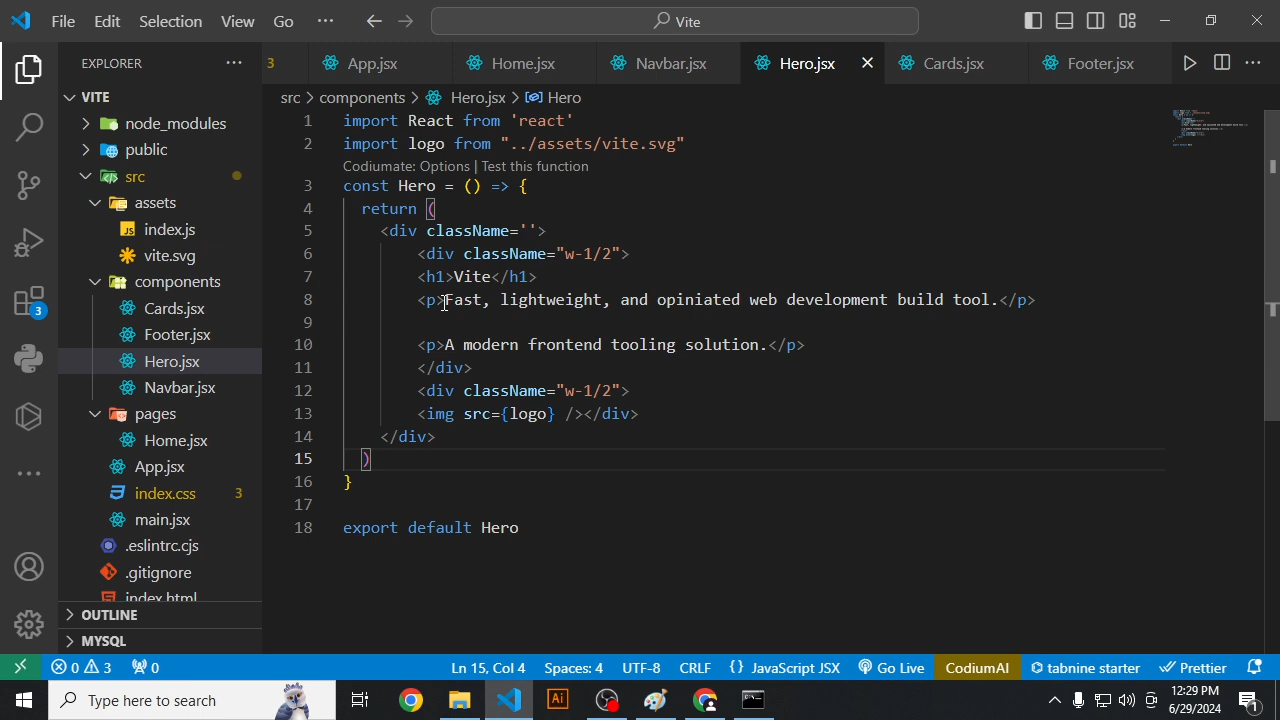 File Edit Selection View Go ··· Vite
EXPLORER ···
3 App.jsx Home.jsx Navbar.jsx Hero.jsx Cards.jsx Footer.jsx ···
VITE
node_modules
public
src
assets
JS index.js
vite.svg
components
Cards.jsx
Footer.jsx
Hero.jsx
Navbar.jsx
pages
Home.jsx
App.jsx
index.css 3
main.jsx
.eslintrc.cjs
.gitignore
index.html
OUTLINE
MYSQL
3
src > components > Hero.jsx > Hero
1 import React from 'react'
2 import logo from "../assets/vite.svg"
Codiumate: Options | Test this function
3 const Hero = () => {
4 return (
5 <div className=''>
6 <div className="w-1/2">
7 <h1>Vite</h1>
8 <p>Fast, lightweight, and opiniated web development build tool.</p>
9
10 <p>A modern frontend tooling solution.</p>
11 </div>
12 <div className="w-1/2">
13 <img src={logo} /></div>
14 </div>
15 )
16 }
17
18 export default Hero
0 3 0 Ln 15, Col 4 Spaces: 4 UTF-8 CRLF {} JavaScript JSX Go Live CodiumAI tabnine starter Prettier
Type here to search Ai 12:29 PM
6/29/2024 1